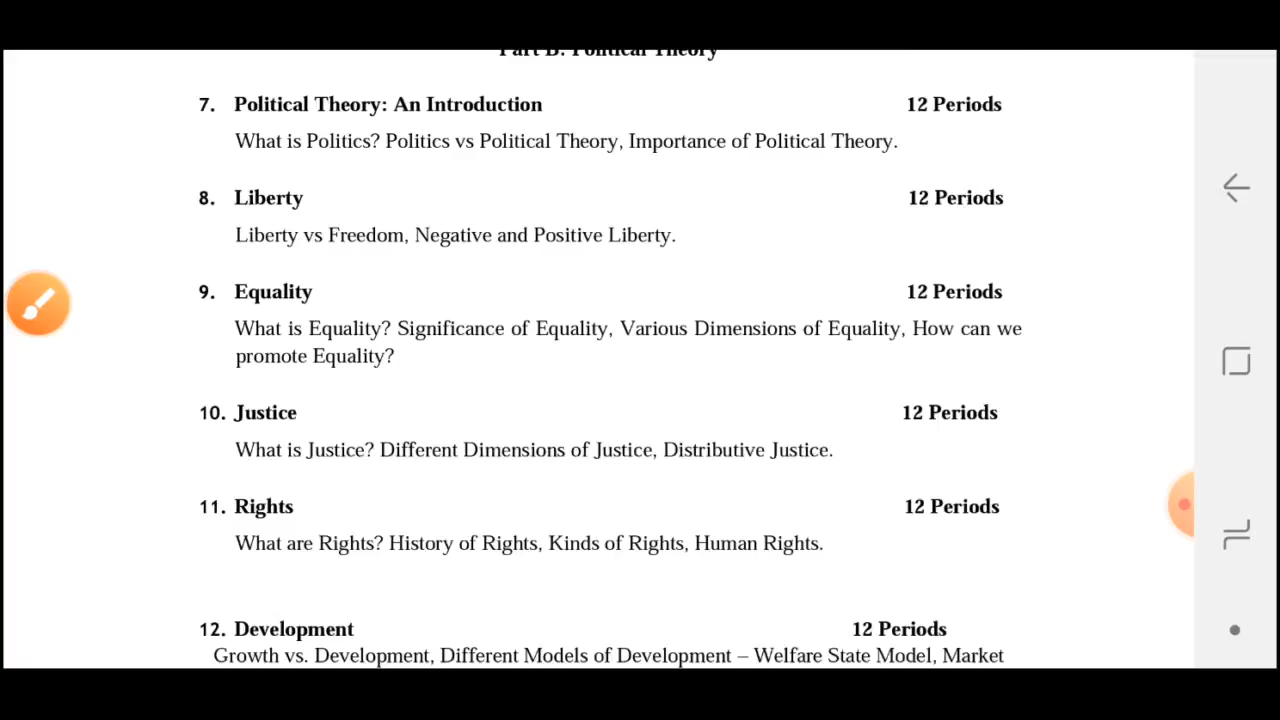 Part B: Political Theory
7. Political Theory: An Introduction 12 Periods
What is Politics? Politics vs Political Theory, Importance of Political Theory.
8. Liberty 12 Periods
Liberty vs Freedom, Negative and Positive Liberty.
9. Equality 12 Periods
What is Equality? Significance of Equality, Various Dimensions of Equality, How can we
promote Equality?
10. Justice 12 Periods
What is Justice? Different Dimensions of Justice, Distributive Justice.
11. Rights 12 Periods
What are Rights? History of Rights, Kinds of Rights, Human Rights.
12. Development 12 Periods
Growth vs. Development, Different Models of Development – Welfare State Model, Market